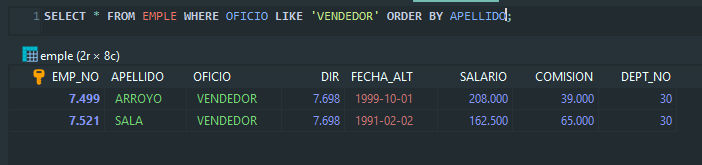 1 SELECT * FROM EMPLE WHERE OFICIO LIKE 'VENDEDOR' ORDER BY APELLIDO;
emple (2r × 8c)
EMP_NO APELLIDO OFICIO DIR FECHA_ALT SALARIO COMISION DEPT_NO
7.499 ARROYO VENDEDOR 7.698 1999-10-01 208.000 39.000 30
7.521 SALA VENDEDOR 7.698 1991-02-02 162.500 65.000 30